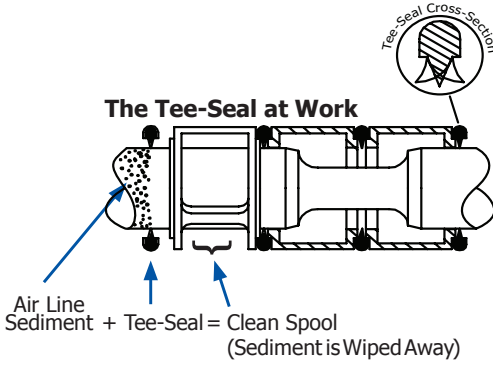 Tee-Seal Cross-Section
The Tee-Seal at Work
Air Line
Sediment + Tee-Seal = Clean Spool
(Sediment is Wiped Away)